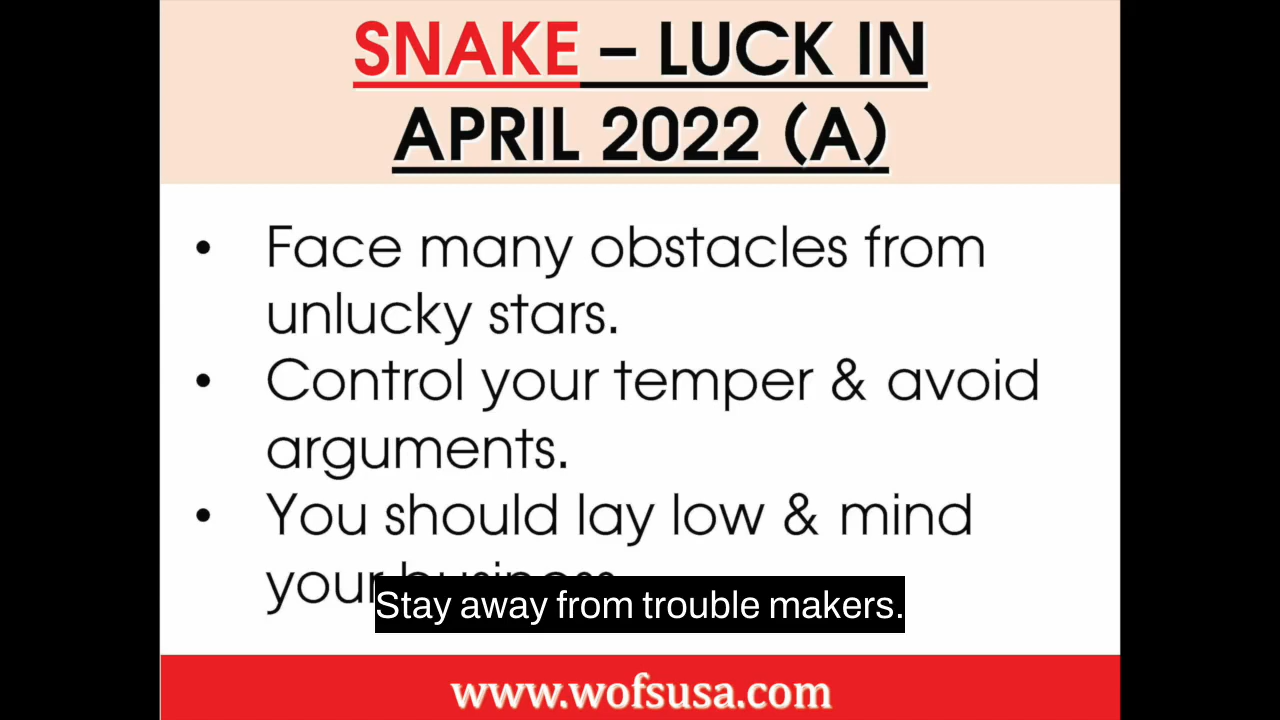 SNAKE – LUCK IN
APRIL 2022 (A)
• Face many obstacles from
unlucky stars.
• Control your temper & avoid
arguments.
• You should lay low & mind
your business
Stay away from trouble makers.
www.wofsusa.com